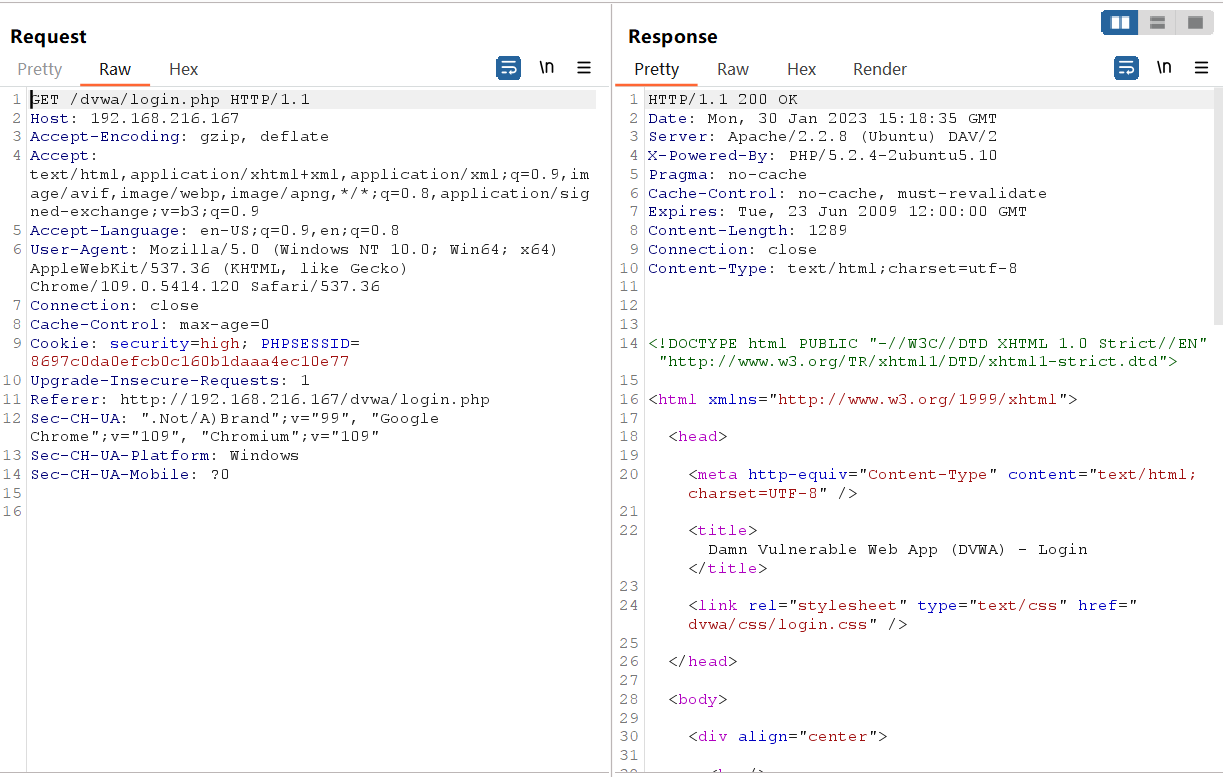 Request
Pretty Raw Hex \n
1 GET /dvwa/login.php HTTP/1.1
2 Host: 192.168.216.167
3 Accept-Encoding: gzip, deflate
4 Accept:
text/html,application/xhtml+xml,application/xml;q=0.9,im
age/avif,image/webp,image/apng,*/*;q=0.8,application/sig
ned-exchange;v=b3;q=0.9
5 Accept-Language: en-US;q=0.9,en;q=0.8
6 User-Agent: Mozilla/5.0 (Windows NT 10.0; Win64; x64)
AppleWebKit/537.36 (KHTML, like Gecko)
Chrome/109.0.5414.120 Safari/537.36
7 Connection: close
8 Cache-Control: max-age=0
9 Cookie: security=high; PHPSESSID=
8697c0da0efcb0c160b1daaa4ec10e77
10 Upgrade-Insecure-Requests: 1
11 Referer: http://192.168.216.167/dvwa/login.php
12 Sec-CH-UA: ".Not/A)Brand";v="99", "Google
Chrome";v="109", "Chromium";v="109"
13 Sec-CH-UA-Platform: Windows
14 Sec-CH-UA-Mobile: ?0
15
16
Response
Pretty Raw Hex Render \n
1 HTTP/1.1 200 OK
2 Date: Mon, 30 Jan 2023 15:18:35 GMT
3 Server: Apache/2.2.8 (Ubuntu) DAV/2
4 X-Powered-By: PHP/5.2.4-2ubuntu5.10
5 Pragma: no-cache
6 Cache-Control: no-cache, must-revalidate
7 Expires: Tue, 23 Jun 2009 12:00:00 GMT
8 Content-Length: 1289
9 Connection: close
10 Content-Type: text/html;charset=utf-8
11
12
13
14 <!DOCTYPE html PUBLIC "-//W3C//DTD XHTML 1.0 Strict//EN"
"http://www.w3.org/TR/xhtml1/DTD/xhtml1-strict.dtd">
15
16 <html xmlns="http://www.w3.org/1999/xhtml">
17
18 <head>
19
20 <meta http-equiv="Content-Type" content="text/html;
charset=UTF-8" />
21
22 <title>
Damn Vulnerable Web App (DVWA) - Login
</title>
23
24 <link rel="stylesheet" type="text/css" href="
dvwa/css/login.css" />
25
26 </head>
27
28 <body>
29
30 <div align="center">
31